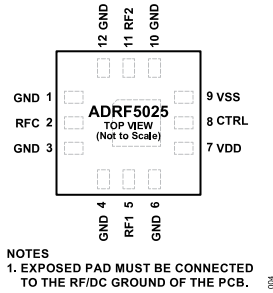 12 GND
11 RF2
10 GND
GND 1
RFC 2
GND 3
ADRF5025
TOP VIEW
(Not to Scale)
9 VSS
8 CTRL
7 VDD
GND 4
RF1 5
GND 6
NOTES
1. EXPOSED PAD MUST BE CONNECTED
TO THE RF/DC GROUND OF THE PCB.
004